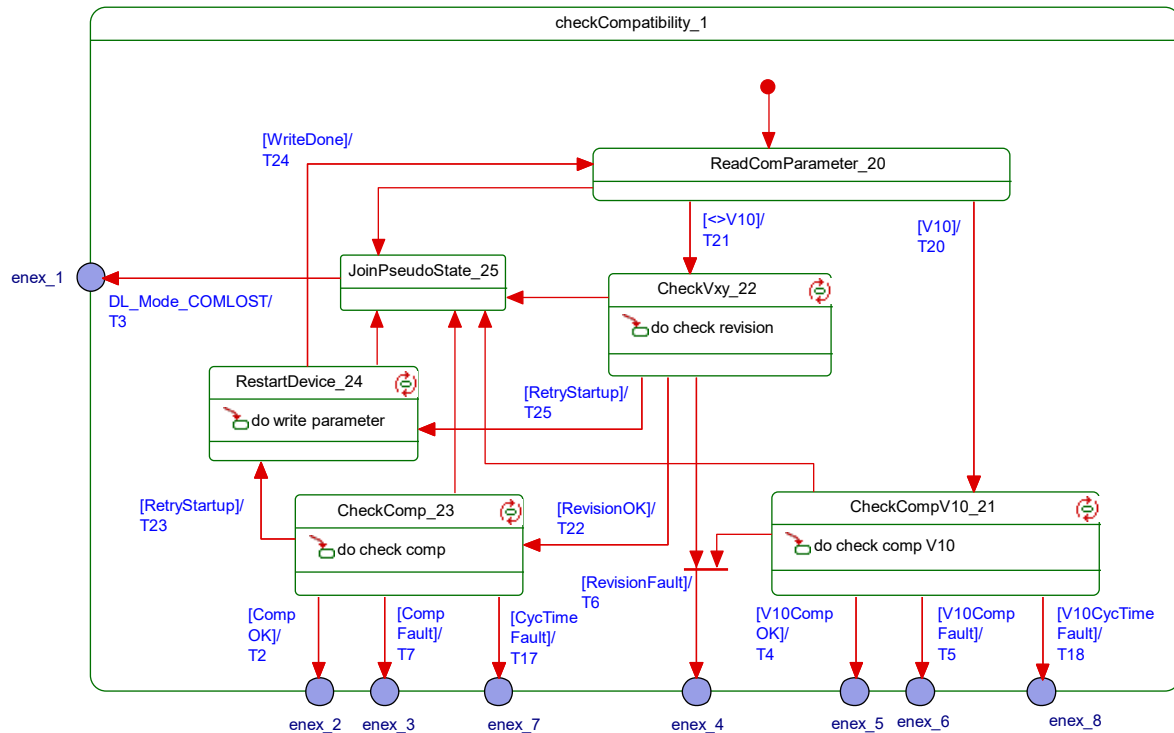 checkCompatibility_1
[WriteDone]/
T24
ReadComParameter_20
[<>V10]/
T21
[V10]/
T20
enex_1
JoinPseudoState_25
DL_Mode_COMLOST/
T3
CheckVxy_22
do check revision
RestartDevice_24
do write parameter
[RetryStartup]/
T25
[RetryStartup]/
T23
CheckComp_23
do check comp
[RevisionOK]/
T22
CheckCompV10_21
do check comp V10
[RevisionFault]/
T6
[Comp
OK]/
T2
[Comp
Fault]/
T7
[CycTime
Fault]/
T17
[V10Comp
OK]/
T4
[V10Comp
Fault]/
T5
[V10CycTime
Fault]/
T18
enex_2
enex_3
enex_7
enex_4
enex_5
enex_6
enex_8